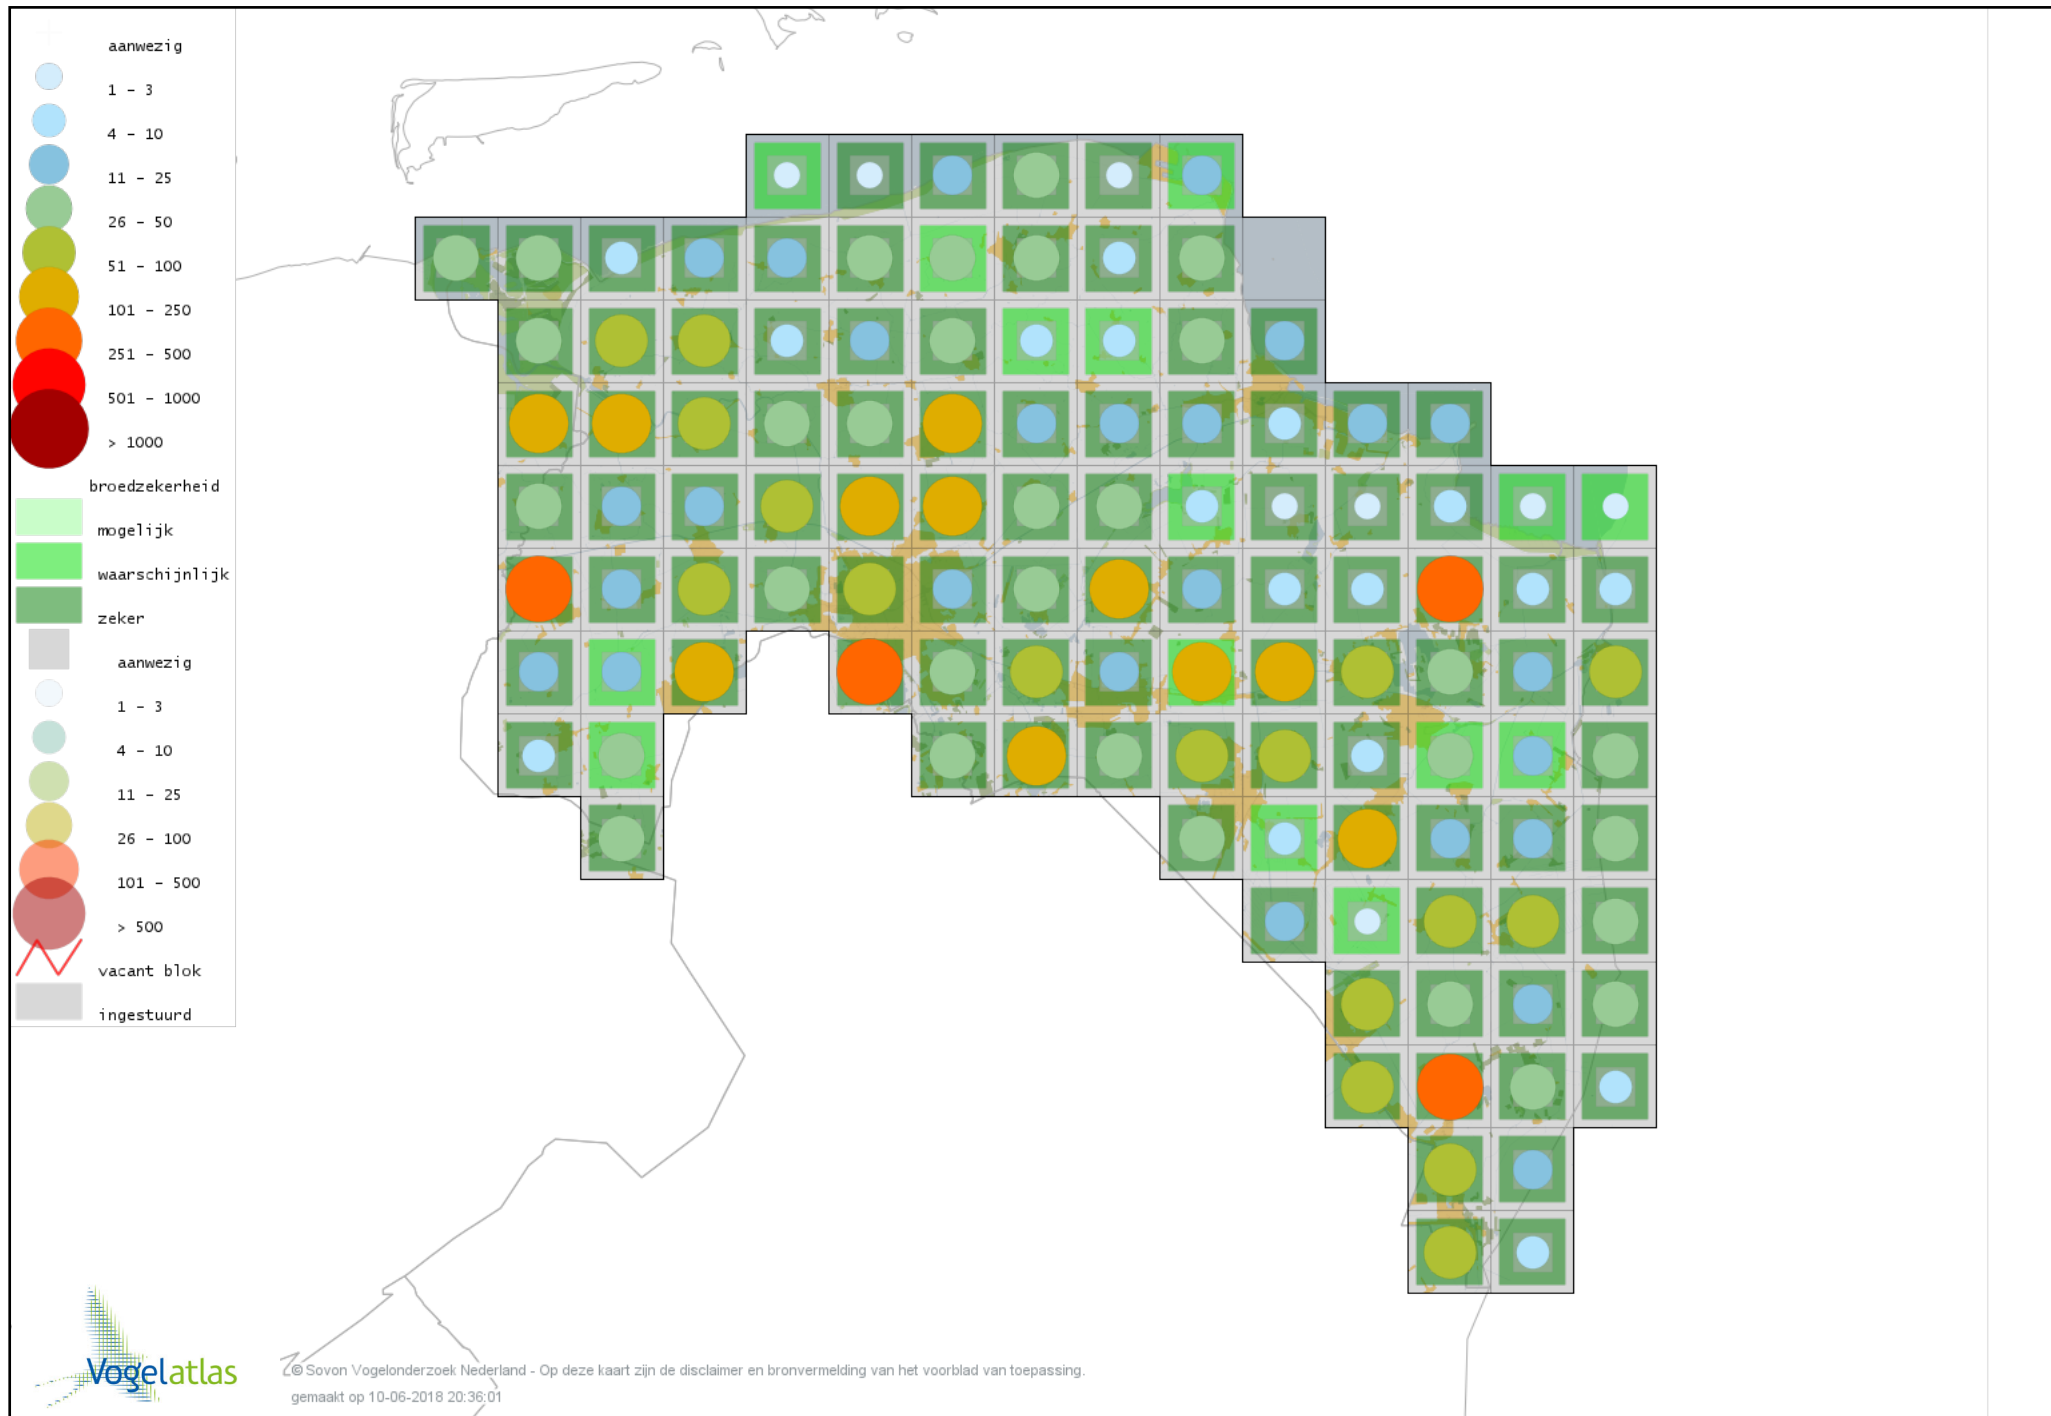 aanwezig
1 - 3
4 - 10
11 - 25
26 - 50
51 - 100
101 - 250
251 - 500
501 - 1000
> 1000
broedzekerheid
mogelijk
waarschijnlijk
zeker
aanwezig
1 - 3
4 - 10
11 - 25
26 - 100
101 - 500
> 500
vacant blok
ingestuurd
Vogelatlas
© Sovon Vogelonderzoek Nederland - Op deze kaart zijn de disclaimer en bronvermelding van het voorblad van toepassing.
gemaakt op 10-06-2018 20:36:01